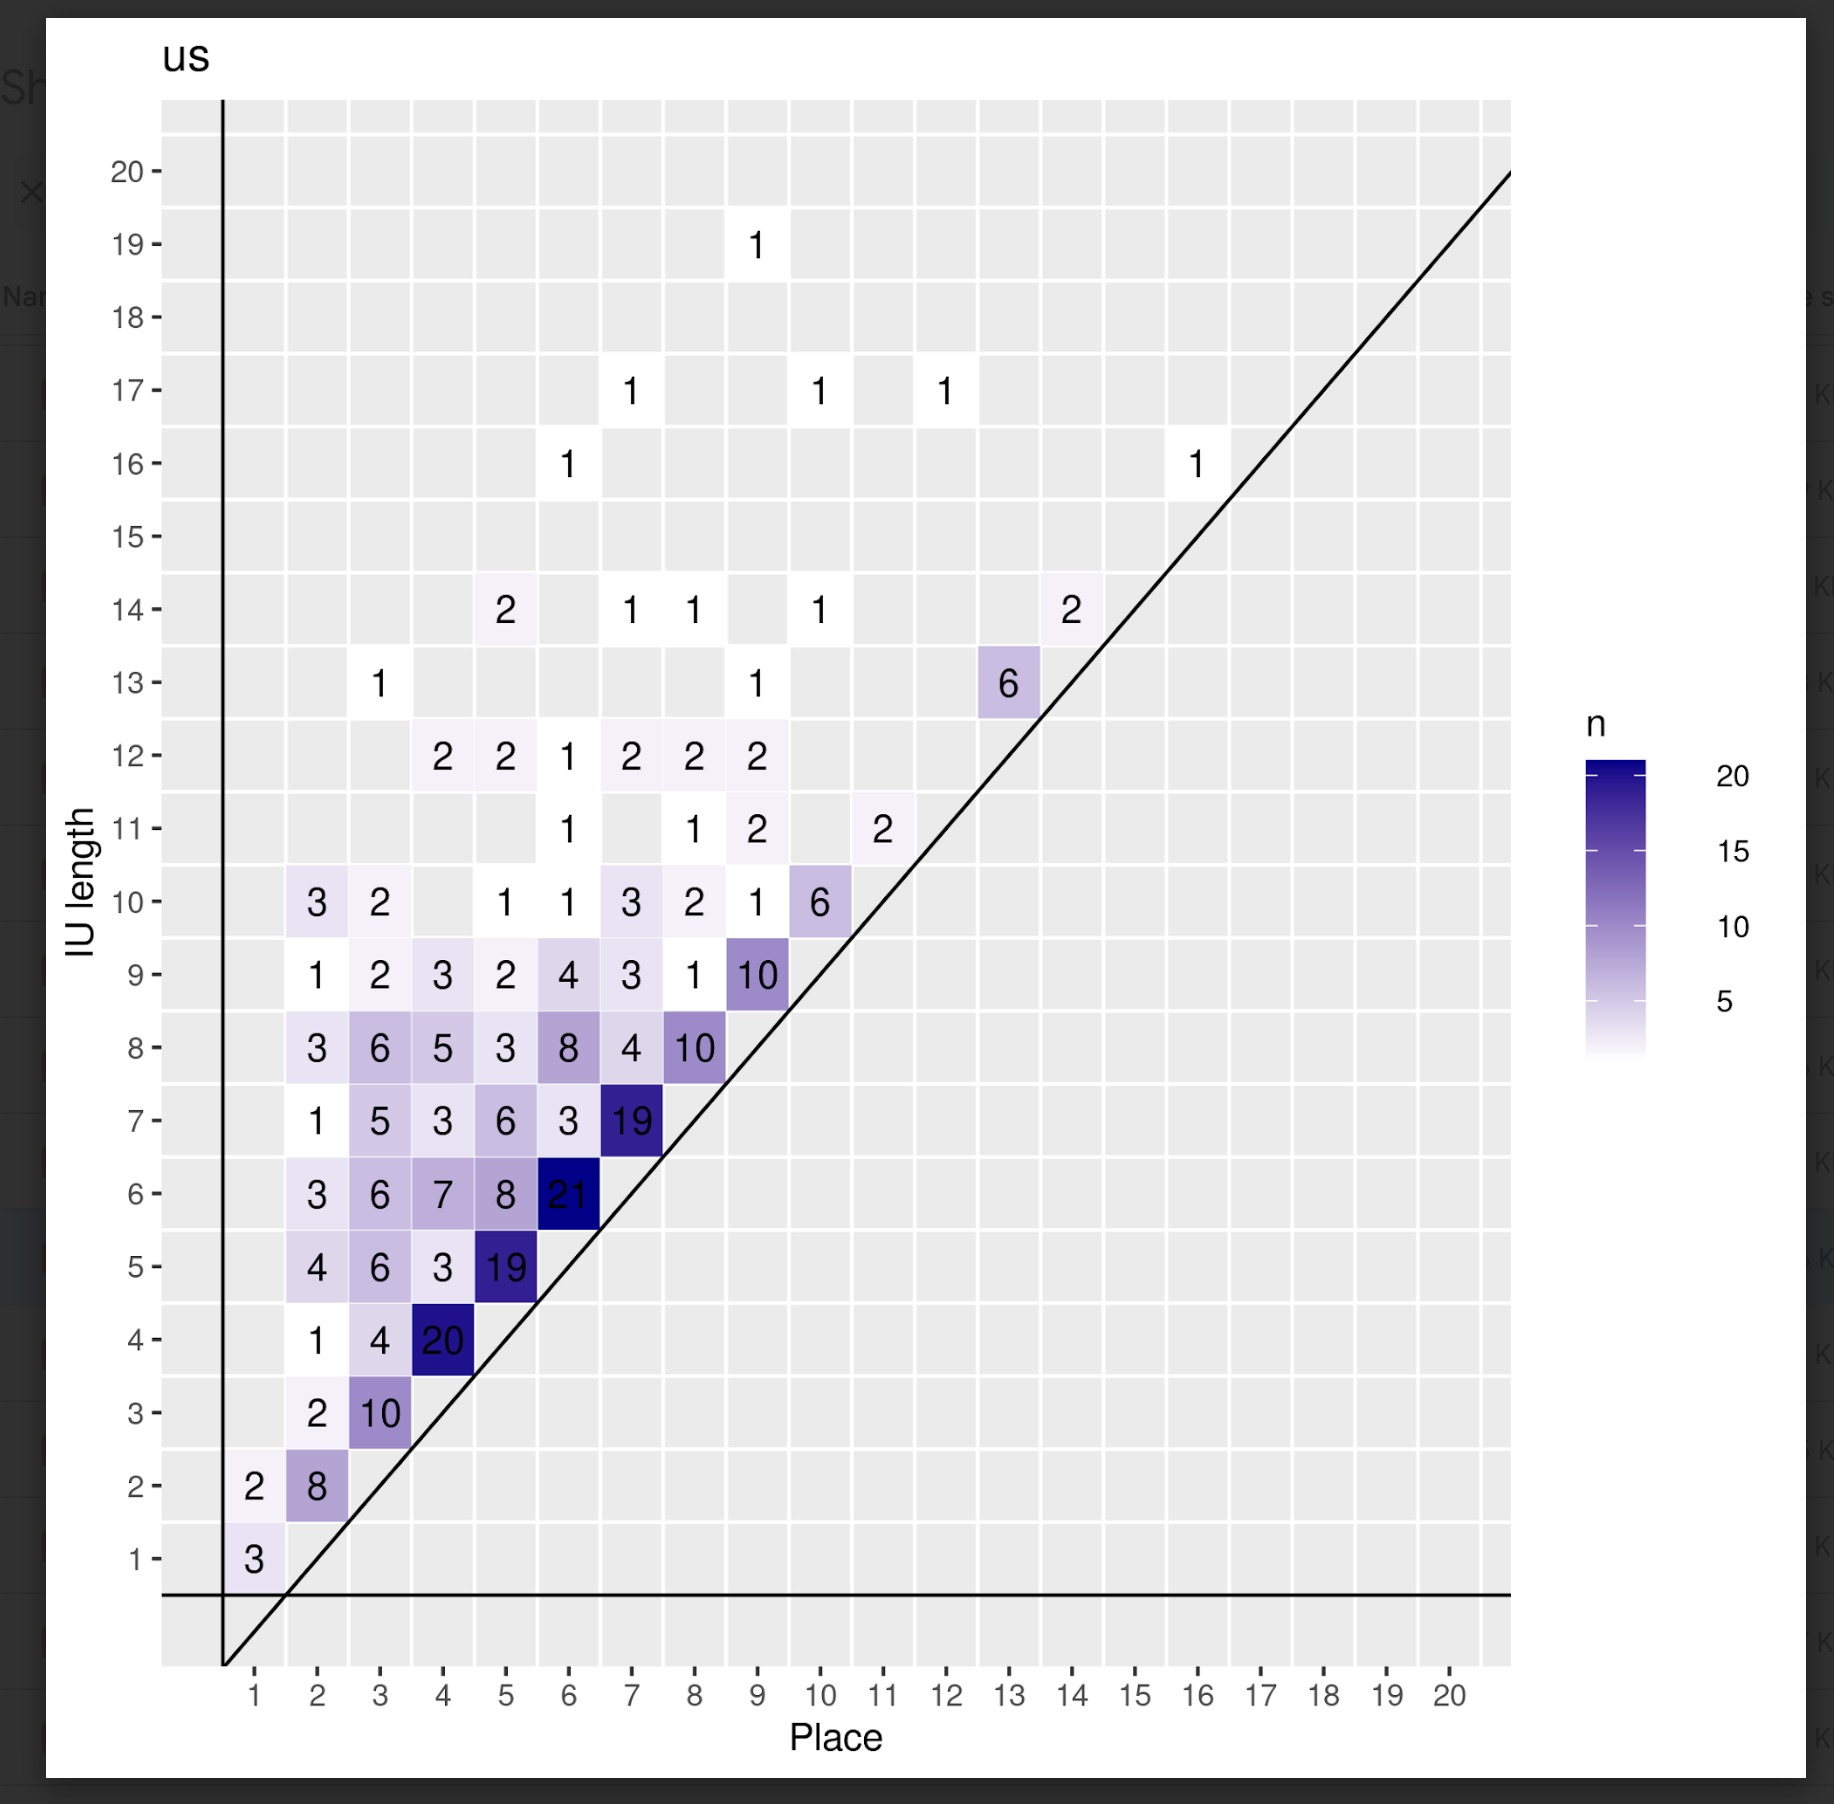 us
20
19 1
18
17 1 1 1
16 1 1
15
14 2 1 1 1 2
13 1 1 6
12 2 2 1 2 2 2
11 1 1 2 2
10 3 2 1 1 3 2 1 6
9 1 2 3 2 4 3 1 10
8 3 6 5 3 8 4 10
7 1 5 3 6 3 19
6 3 6 7 8 21
5 4 6 3 19
4 1 4 20
3 2 10
2 2 8
1 3
1 2 3 4 5 6 7 8 9 10 11 12 13 14 15 16 17 18 19 20
Place
IU length
n
20
15
10
5